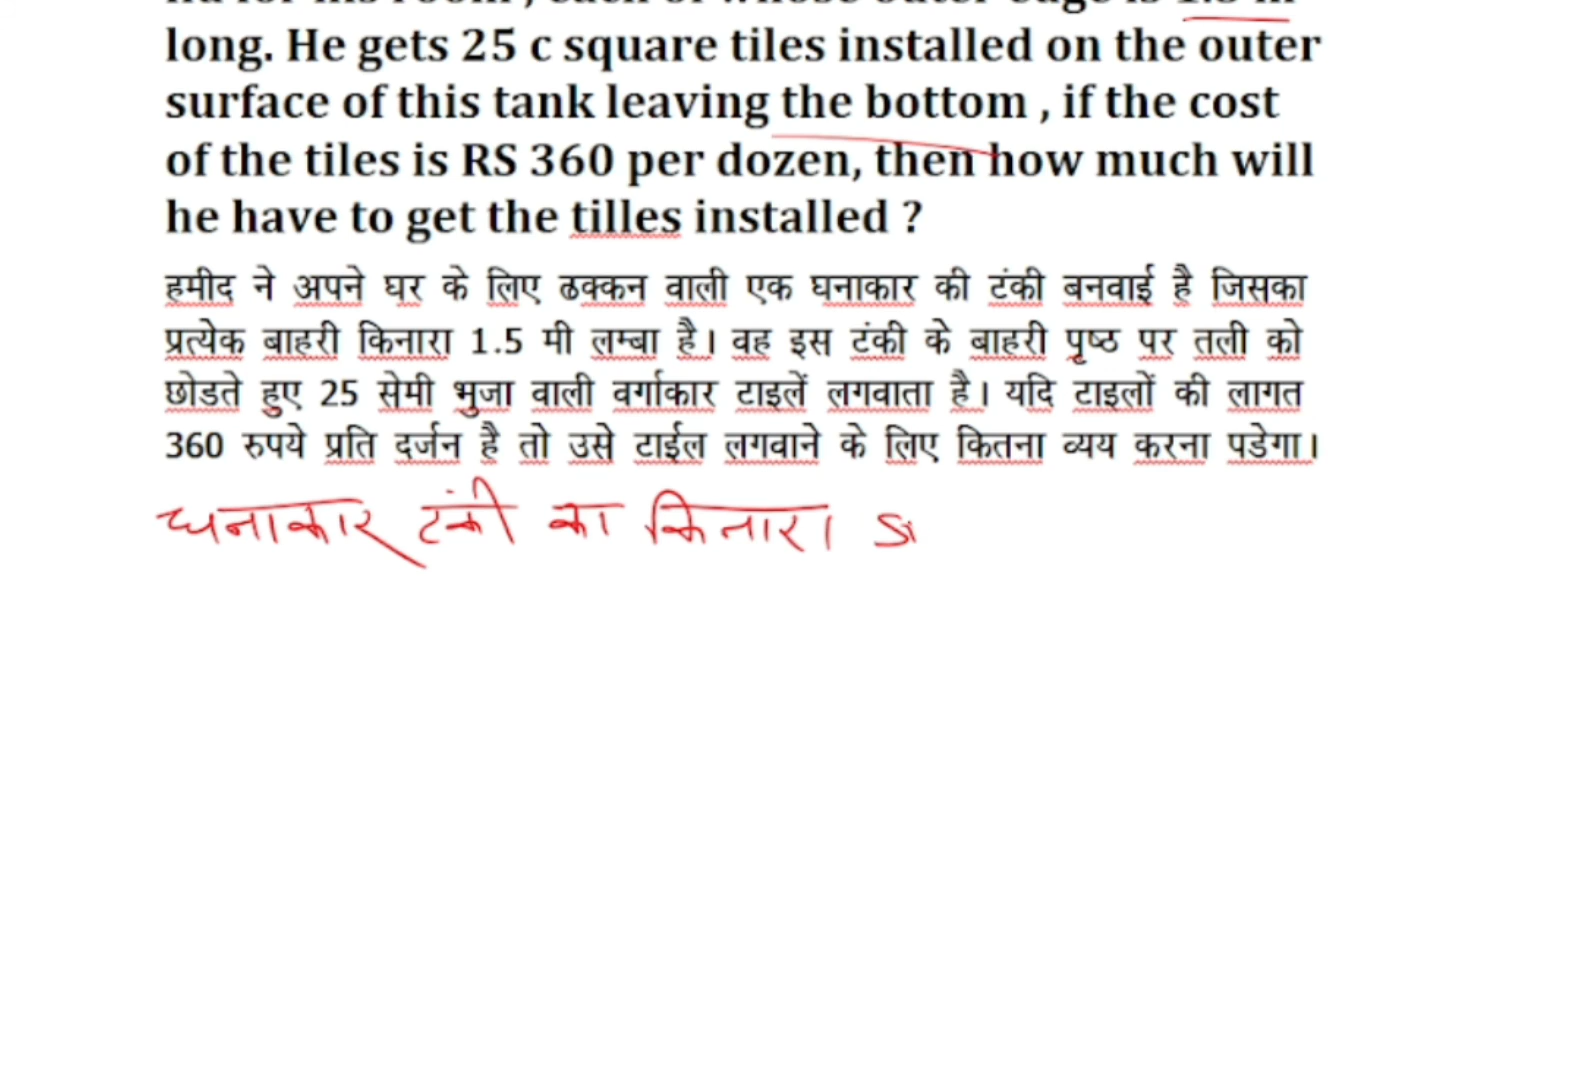 long. He gets 25 c square tiles installed on the outer
surface of this tank leaving the bottom , if the cost
of the tiles is RS 360 per dozen, then how much will
he have to get the tilles installed ?
हमीद ने अपने घर के लिए ढक्कन वाली एक घनाकार की टंकी बनवाई है जिसका
प्रत्येक बाहरी किनारा 1.5 मी लम्बा है। वह इस टंकी के बाहरी पृष्ठ पर तली को
छोडते हुए 25 सेमी भुजा वाली वर्गाकार टाइलें लगवाता है। यदि टाइलों की लागत
360 रुपये प्रति दर्जन है तो उसे टाईल लगवाने के लिए कितना व्यय करना पडेगा।
घनाकार टंकी का किनारा